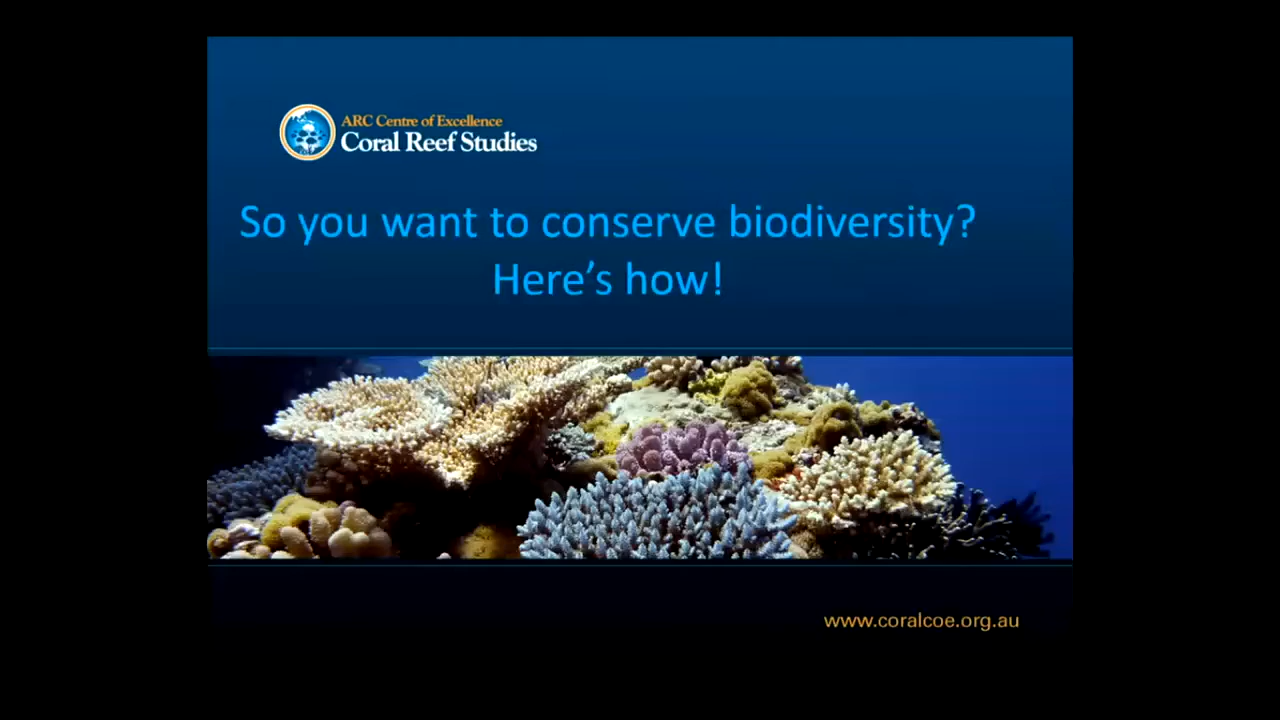 ARC Centre of Excellence
Coral Reef Studies
So you want to conserve biodiversity?
Here’s how!
www.coralcoe.org.au